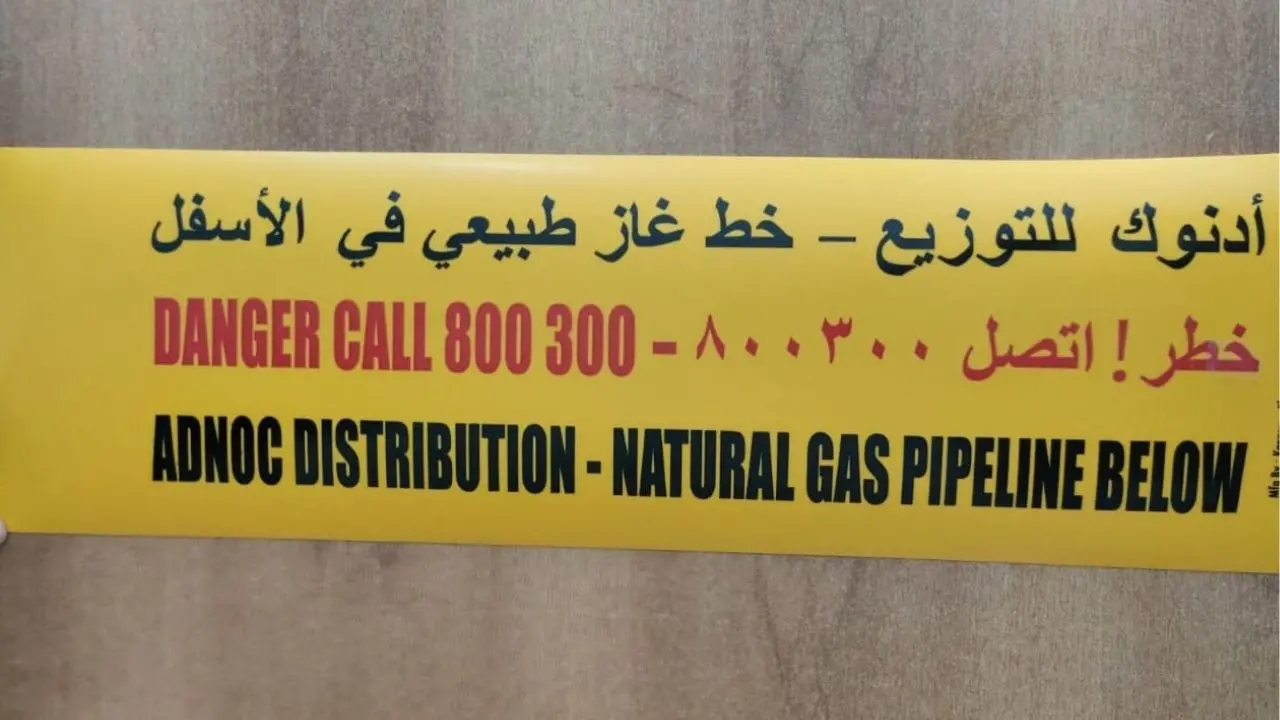 أدنوك للتوزيع – خط غاز طبيعي في الأسفل
خطر ! اتصل ٨٠٠٣٠٠ - DANGER CALL 800 300
ADNOC DISTRIBUTION - NATURAL GAS PIPELINE BELOW